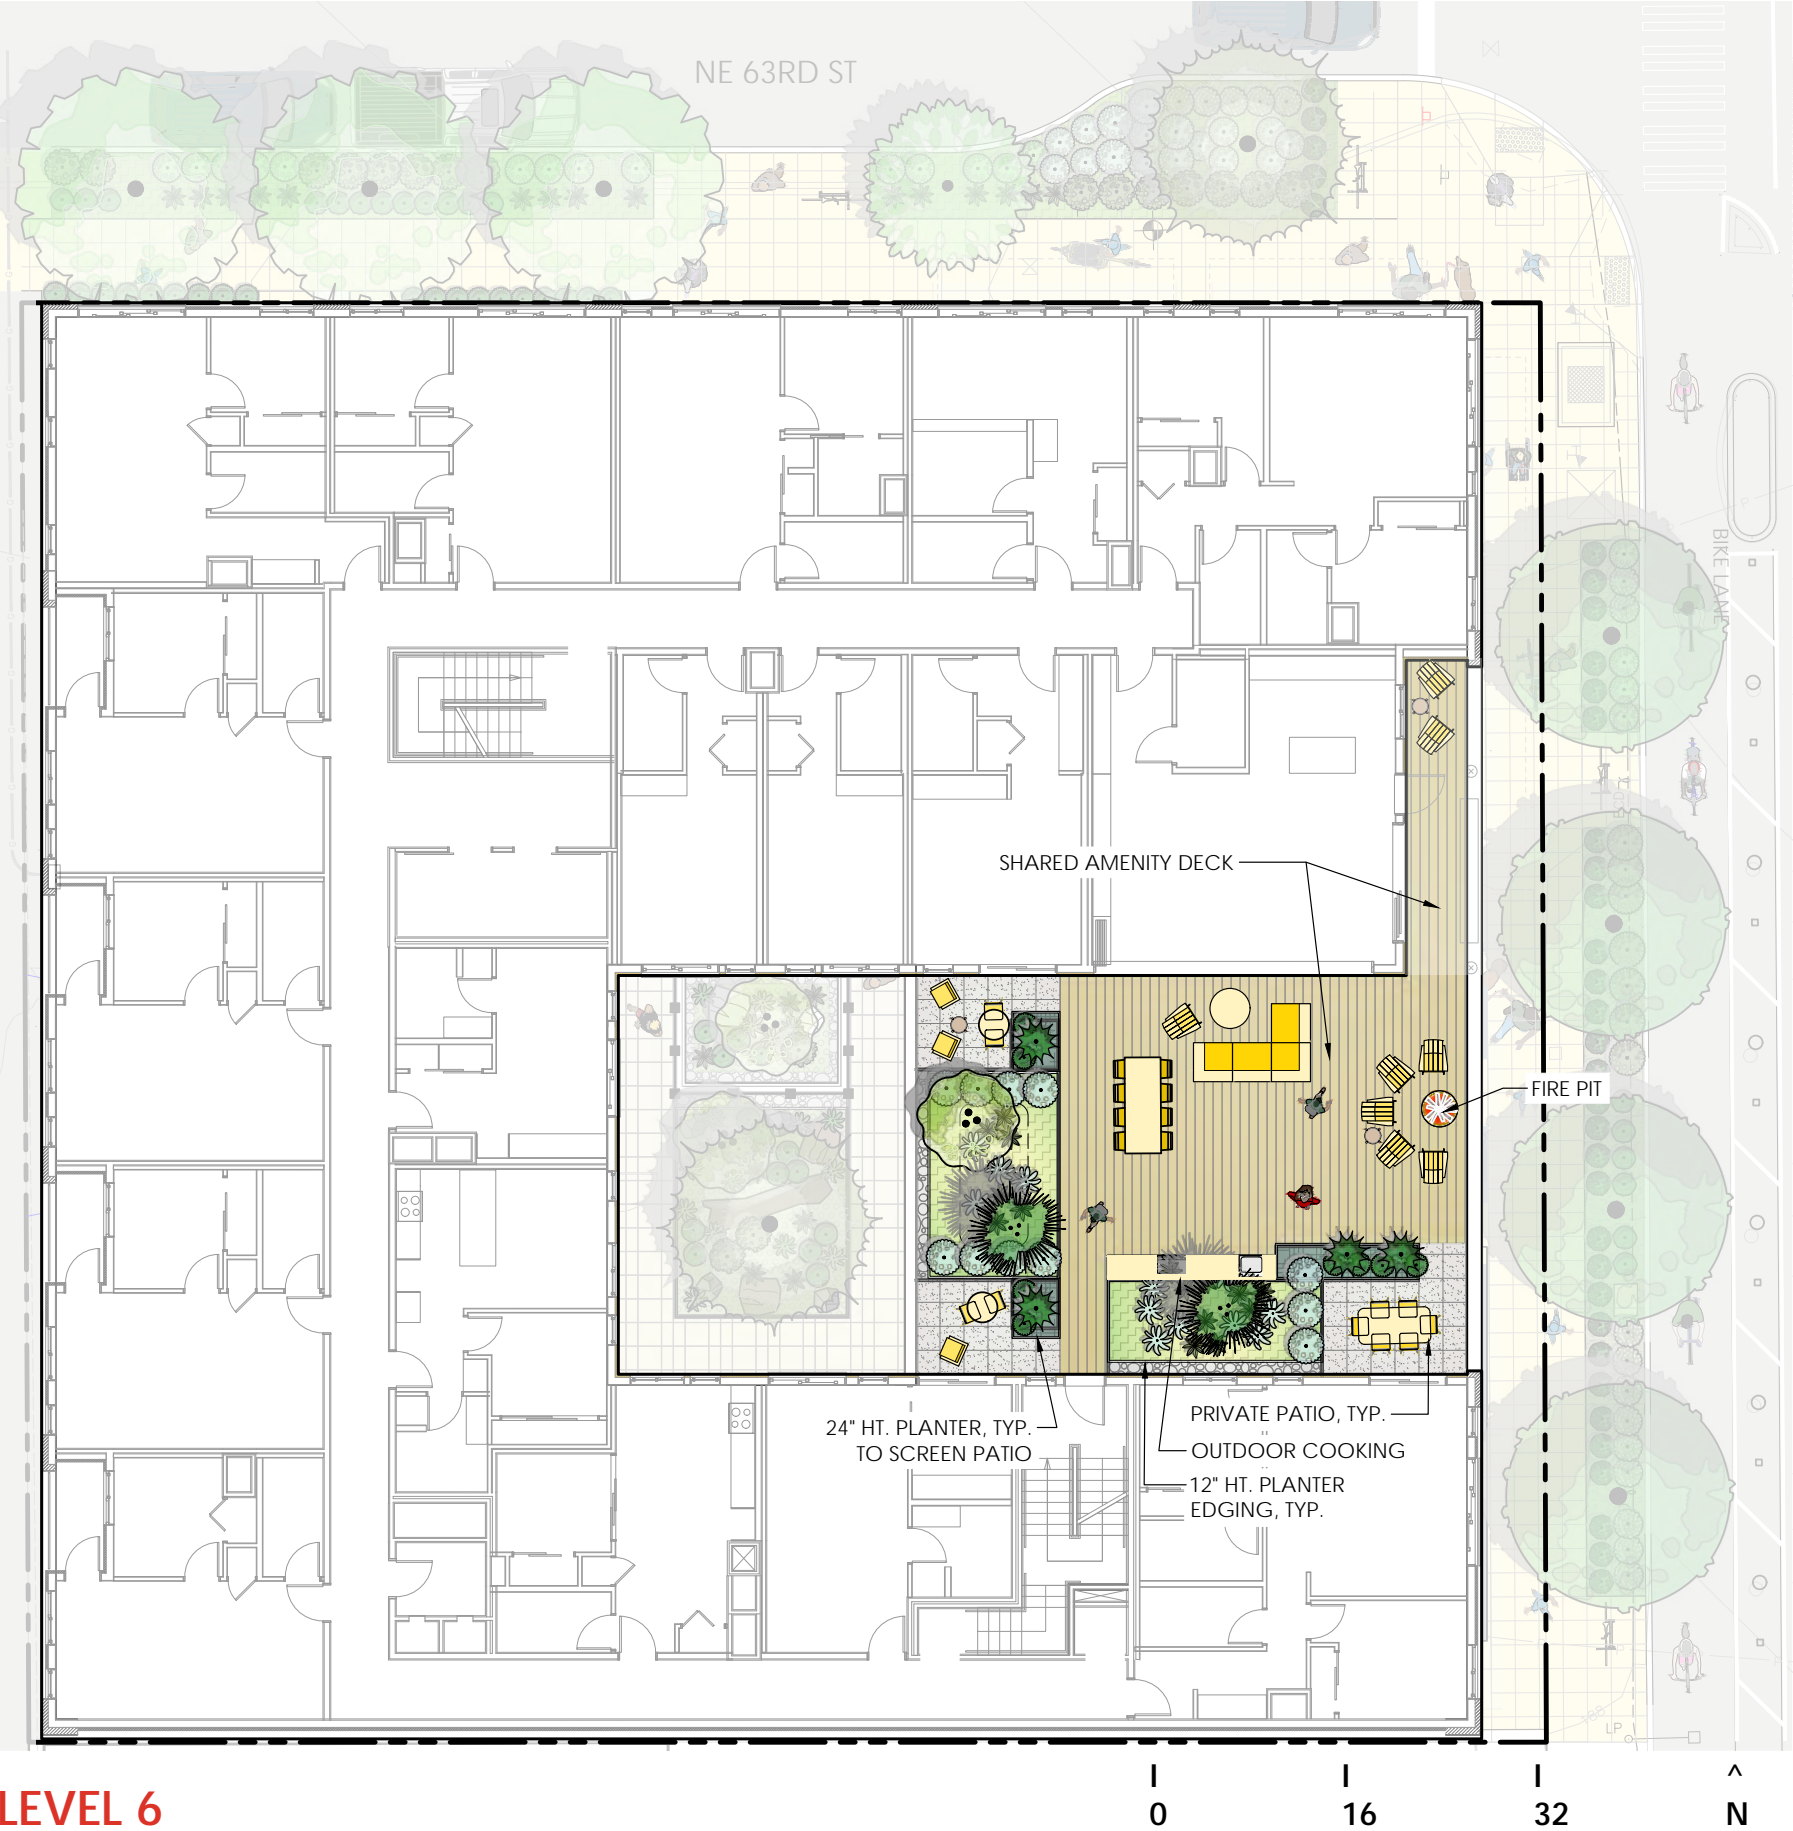 NE 63RD ST
BIKE LANE
SHARED AMENITY DECK
FIRE PIT
24" HT. PLANTER, TYP.
TO SCREEN PATIO
PRIVATE PATIO, TYP.
OUTDOOR COOKING
12" HT. PLANTER
EDGING, TYP.
LP
LEVEL 6
0
16
32
^
N